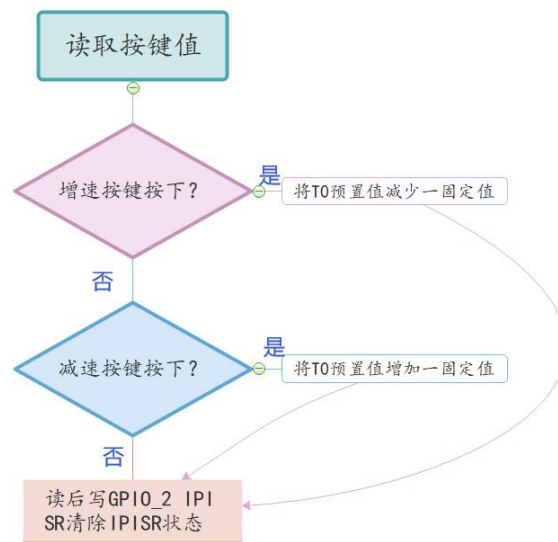 读取按键值
增速按键按下？
是
将T0预置值减少一固定值
否
减速按键按下？
是
将T0预置值增加一固定值
否
读后写GPIO_2 IPI
SR清除IPISR状态